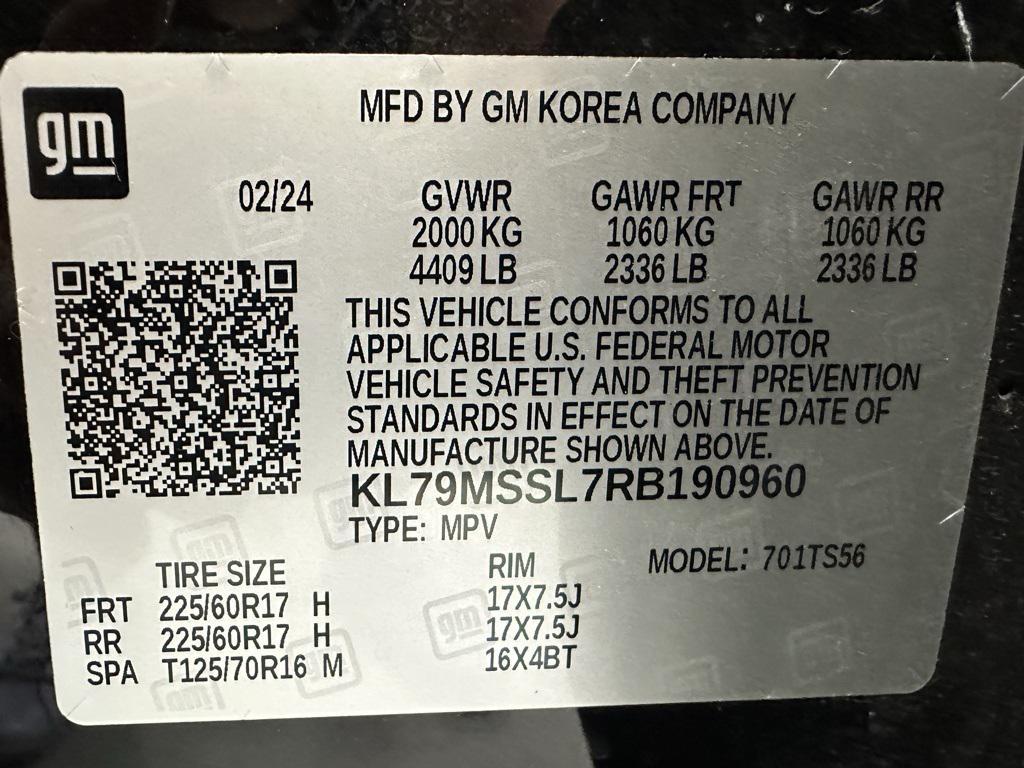 gm
MFD BY GM KOREA COMPANY
02/24 GVWR GAWR FRT GAWR RR
2000 KG 1060 KG 1060 KG
4409 LB 2336 LB 2336 LB
THIS VEHICLE CONFORMS TO ALL
APPLICABLE U.S. FEDERAL MOTOR
VEHICLE SAFETY AND THEFT PREVENTION
STANDARDS IN EFFECT ON THE DATE OF
MANUFACTURE SHOWN ABOVE.
KL79MSSL7RB190960
TYPE: MPV
MODEL: 701TS56
TIRE SIZE RIM
FRT 225/60R17 H 17X7.5J
RR 225/60R17 H 17X7.5J
SPA T125/70R16 M 16X4BT